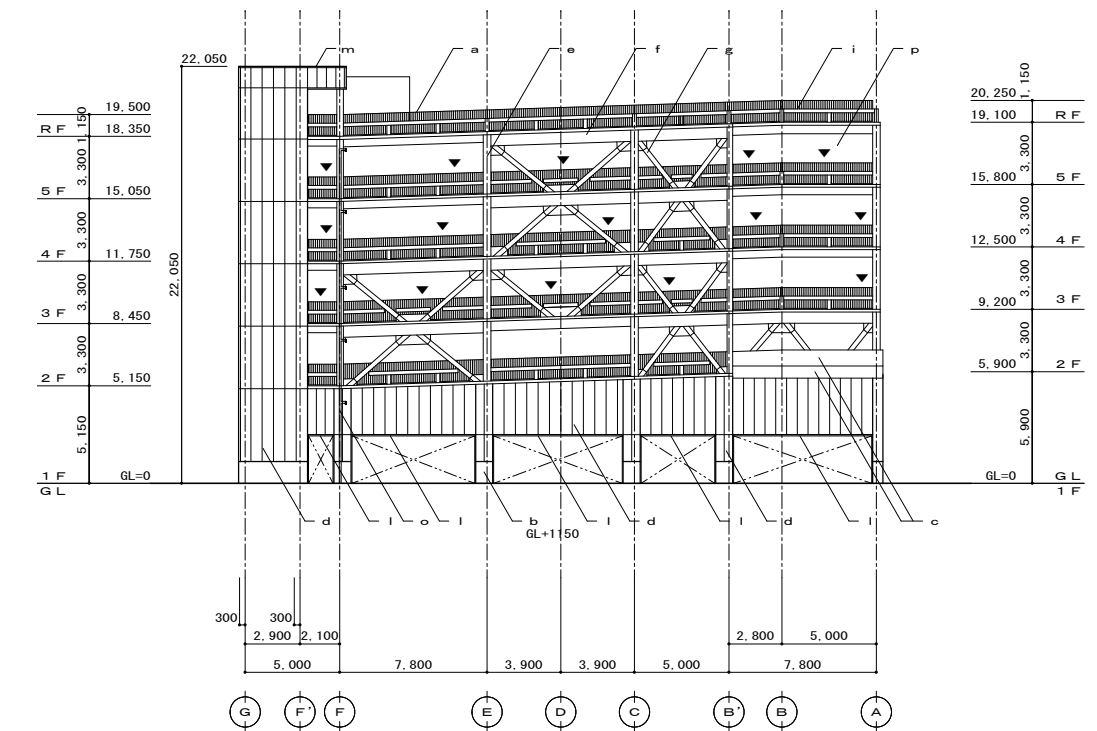 22,050
m a e f g i p
19,500
1,150
RF 18,350
3,300
5F 15,050
3,300
4F 11,750
3,300
3F 8,450
3,300
2F 5,150
5,150
1F GL=0
GL
22,050
20,250
1,150
19,100 RF
3,300
15,800 5F
3,300
12,500 4F
3,300
9,200 3F
3,300
5,900 2F
5,900
GL=0 GL
1F
d l o l b l d l d l c
GL+1150
300 300
2,900 2,100 2,800 5,000
5,000 7,800 3,900 3,900 5,000 7,800
G F' F E D C B' B A